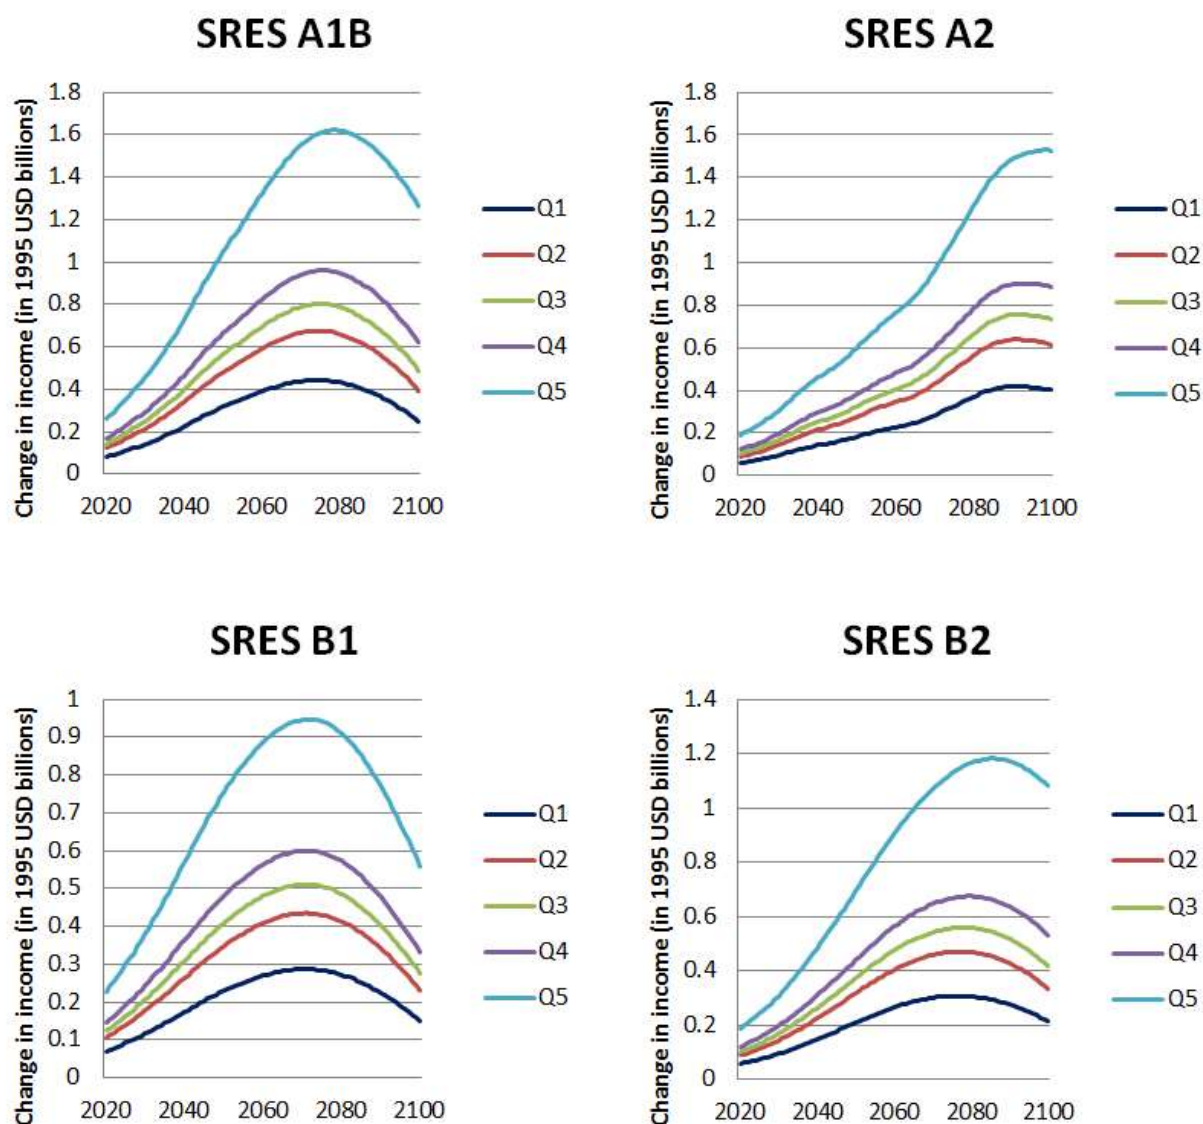 SRES A1B
Change in income (in 1995 USD billions)
1.8
1.6
1.4
1.2
1
0.8
0.6
0.4
0.2
0
2020 2040 2060 2080 2100
Q1
Q2
Q3
Q4
Q5
SRES A2
Change in income (in 1995 USD billions)
1.8
1.6
1.4
1.2
1
0.8
0.6
0.4
0.2
0
2020 2040 2060 2080 2100
Q1
Q2
Q3
Q4
Q5
SRES B1
Change in income (in 1995 USD billions)
1
0.9
0.8
0.7
0.6
0.5
0.4
0.3
0.2
0.1
0
2020 2040 2060 2080 2100
Q1
Q2
Q3
Q4
Q5
SRES B2
Change in income (in 1995 USD billions)
1.4
1.2
1
0.8
0.6
0.4
0.2
0
2020 2040 2060 2080 2100
Q1
Q2
Q3
Q4
Q5